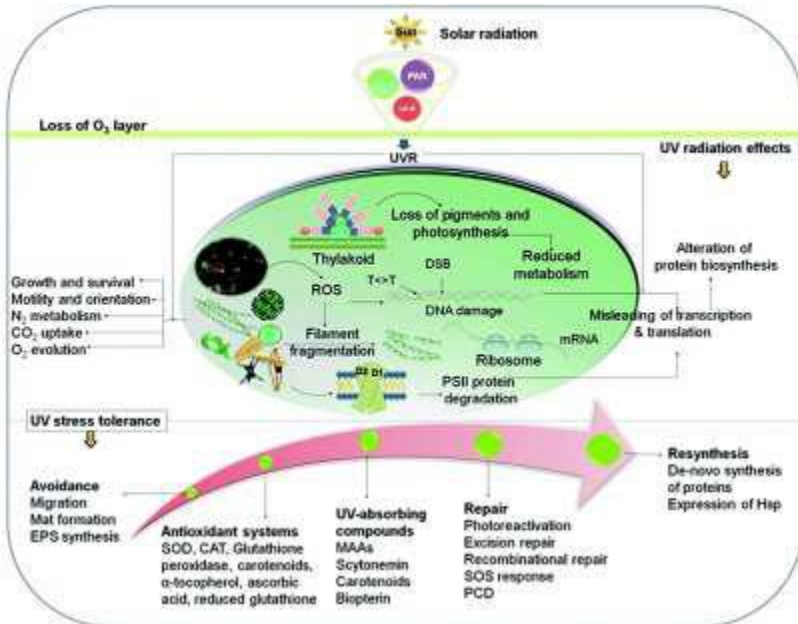 Sun
Solar radiation
PAR
Loss of O₃ layer
UVR
UV radiation effects
Loss of pigments and
photosynthesis
Thylakoid
Reduced
metabolism
Alteration of
protein biosynthesis
DSB
T<>T
ROS
DNA damage
Growth and survival
Motility and orientation
N₂ metabolism
CO₂ uptake
O₂ evolution
Filament
fragmentation
Misleading of transcription
& translation
mRNA
Ribosome
D2 D1
PSII protein
degradation
UV stress tolerance
Avoidance
Migration
Mat formation
EPS synthesis
Antioxidant systems
SOD, CAT, Glutathione
peroxidase, carotenoids,
α-tocopherol, ascorbic
acid, reduced glutathione
UV-absorbing
compounds
MAAs
Scytonemin
Carotenoids
Biopterin
Repair
Photoreactivation
Excision repair
Recombinational repair
SOS response
PCD
Resynthesis
De-novo synthesis
of proteins
Expression of Hsp